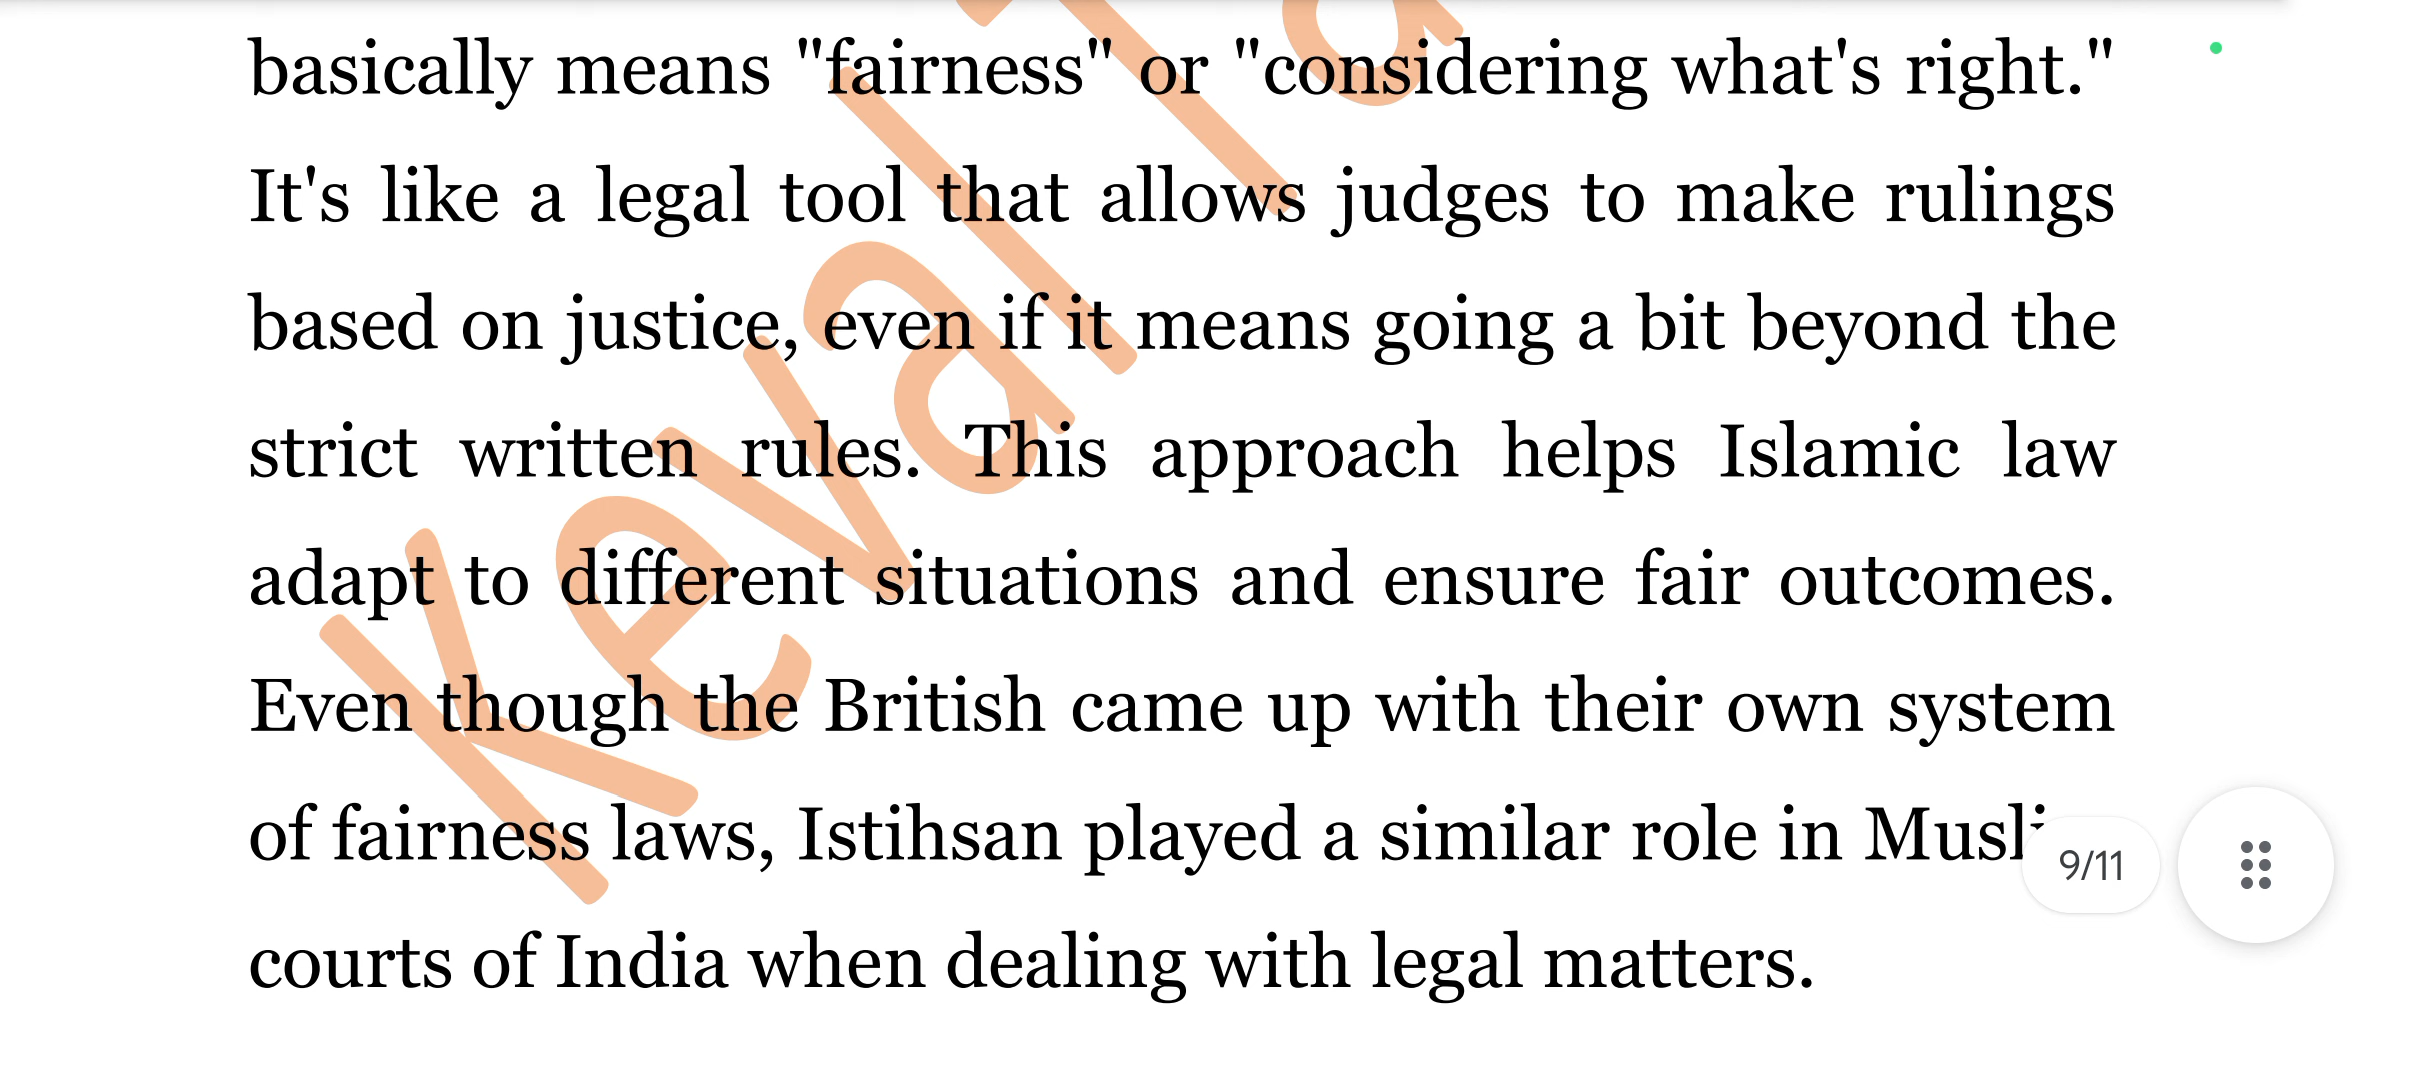 basically means "fairness" or "considering what's right."
It's like a legal tool that allows judges to make rulings
based on justice, even if it means going a bit beyond the
strict written rules. This approach helps Islamic law
adapt to different situations and ensure fair outcomes.
Even though the British came up with their own system
of fairness laws, Istihsan played a similar role in Musli
9/11
courts of India when dealing with legal matters.
Keval